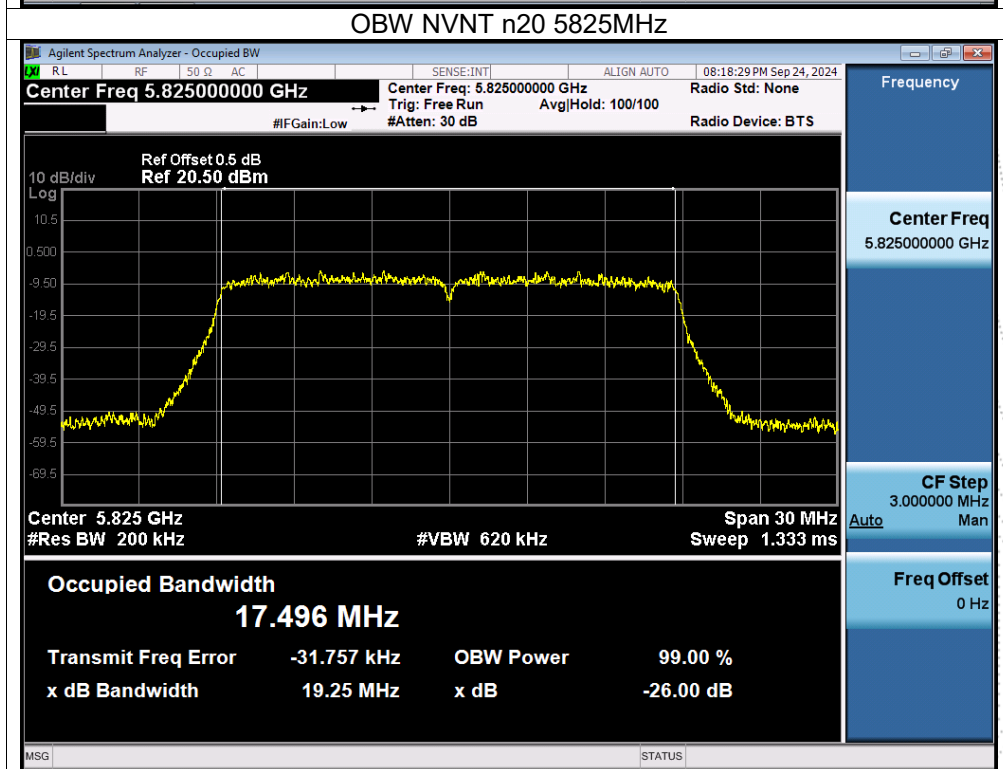 OBW NVNT n20 5825MHz
Agilent Spectrum Analyzer - Occupied BW
LXI RL RF 50 Ω AC SENSE:INT ALIGN AUTO 08:18:29 PM Sep 24, 2024
Center Freq 5.825000000 GHz Center Freq: 5.825000000 GHz Radio Std: None Frequency
Trig: Free Run Avg|Hold: 100/100
#IFGain:Low #Atten: 30 dB Radio Device: BTS
Ref Offset 0.5 dB
10 dB/div Ref 20.50 dBm
Log
10.5
0.500
-9.50
-19.5
-29.5
-39.5
-49.5
-59.5
-69.5
Center Freq
5.825000000 GHz
Center 5.825 GHz Span 30 MHz
#Res BW 200 kHz #VBW 620 kHz Sweep 1.333 ms
CF Step
3.000000 MHz
Auto Man
Freq Offset
0 Hz
Occupied Bandwidth
17.496 MHz
Transmit Freq Error -31.757 kHz OBW Power 99.00 %
x dB Bandwidth 19.25 MHz x dB -26.00 dB
MSG STATUS